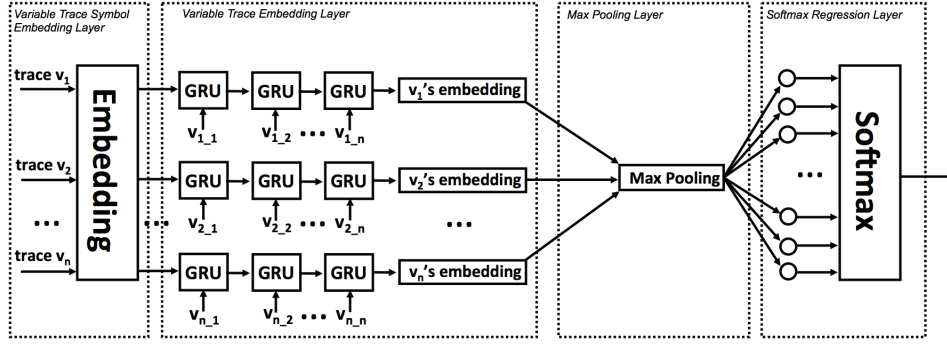 Variable Trace Symbol
Embedding Layer
Variable Trace Embedding Layer
Max Pooling Layer
Softmax Regression Layer
trace v1
trace v2
...
trace vn
Embedding
...
GRU GRU GRU
v1_1 v1_2 ... v1_n
v1's embedding
GRU GRU GRU
v2_1 v2_2 ... v2_n
v2's embedding
...
GRU GRU GRU
vn_1 vn_2 ... vn_n
vn's embedding
Max Pooling
...
Softmax